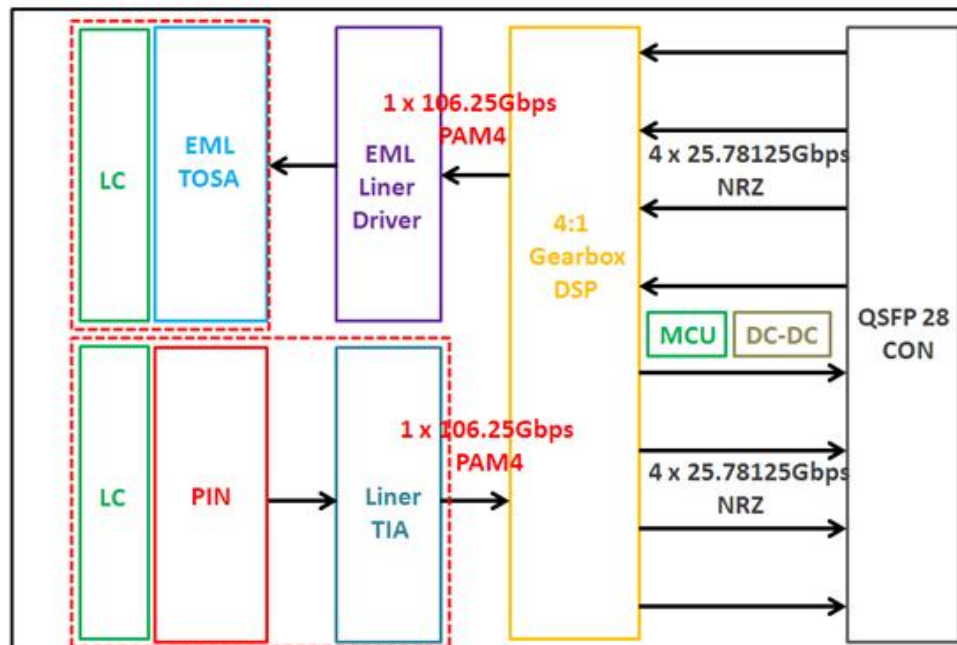 LC
EML
TOSA
EML
Liner
Driver
1 x 106.25Gbps
PAM4
4:1
Gearbox
DSP
4 x 25.78125Gbps
NRZ
MCU
DC-DC
QSFP 28
CON
LC
PIN
Liner
TIA
1 x 106.25Gbps
PAM4
4 x 25.78125Gbps
NRZ